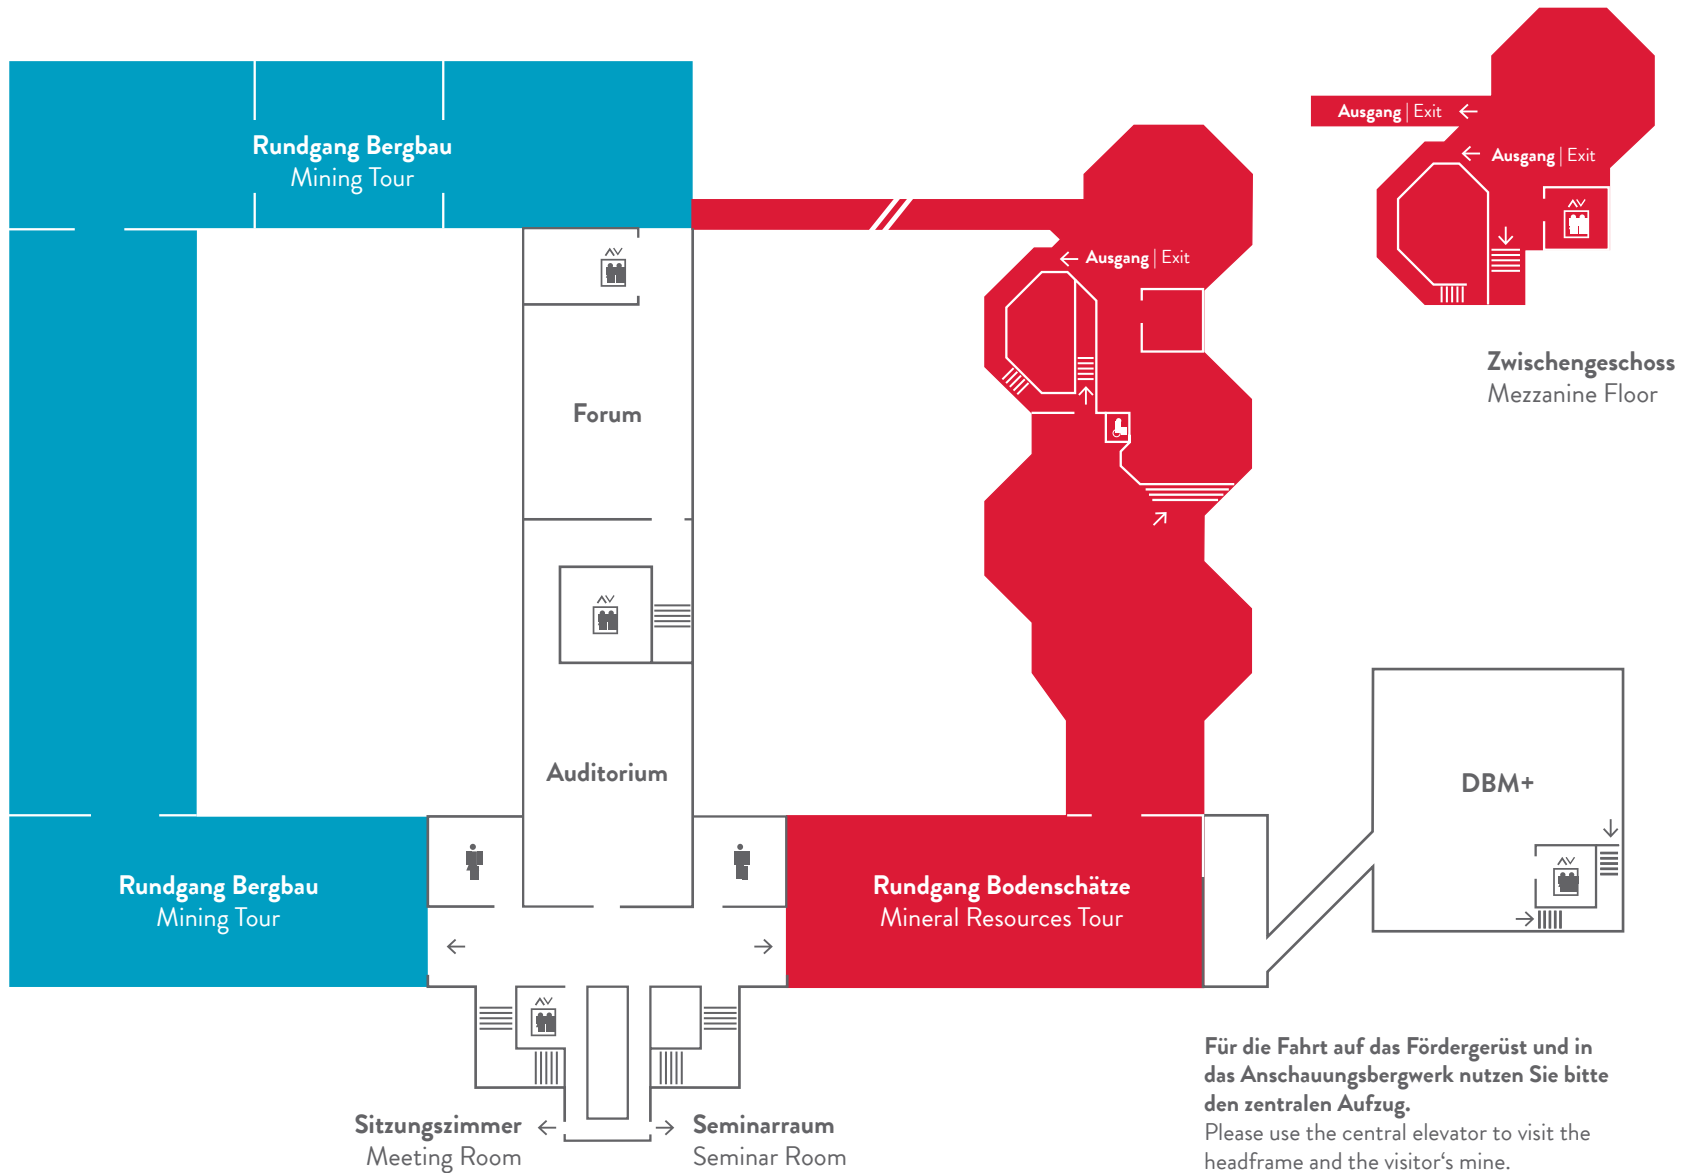 Ausgang | Exit
Ausgang | Exit
Rundgang Bergbau
Mining Tour
Ausgang | Exit
Zwischengeschoss
Mezzanine Floor
Forum
Auditorium
DBM+
Rundgang Bergbau
Mining Tour
Rundgang Bodenschätze
Mineral Resources Tour
Sitzungszimmer
Meeting Room
Seminarraum
Seminar Room
Für die Fahrt auf das Fördergerüst und in
das Anschauungsbergwerk nutzen Sie bitte
den zentralen Aufzug.
Please use the central elevator to visit the
headframe and the visitor‘s mine.